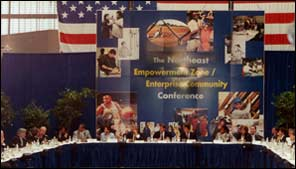 The Northeast
Empowerment Zone/
Enterprise Community
Conference